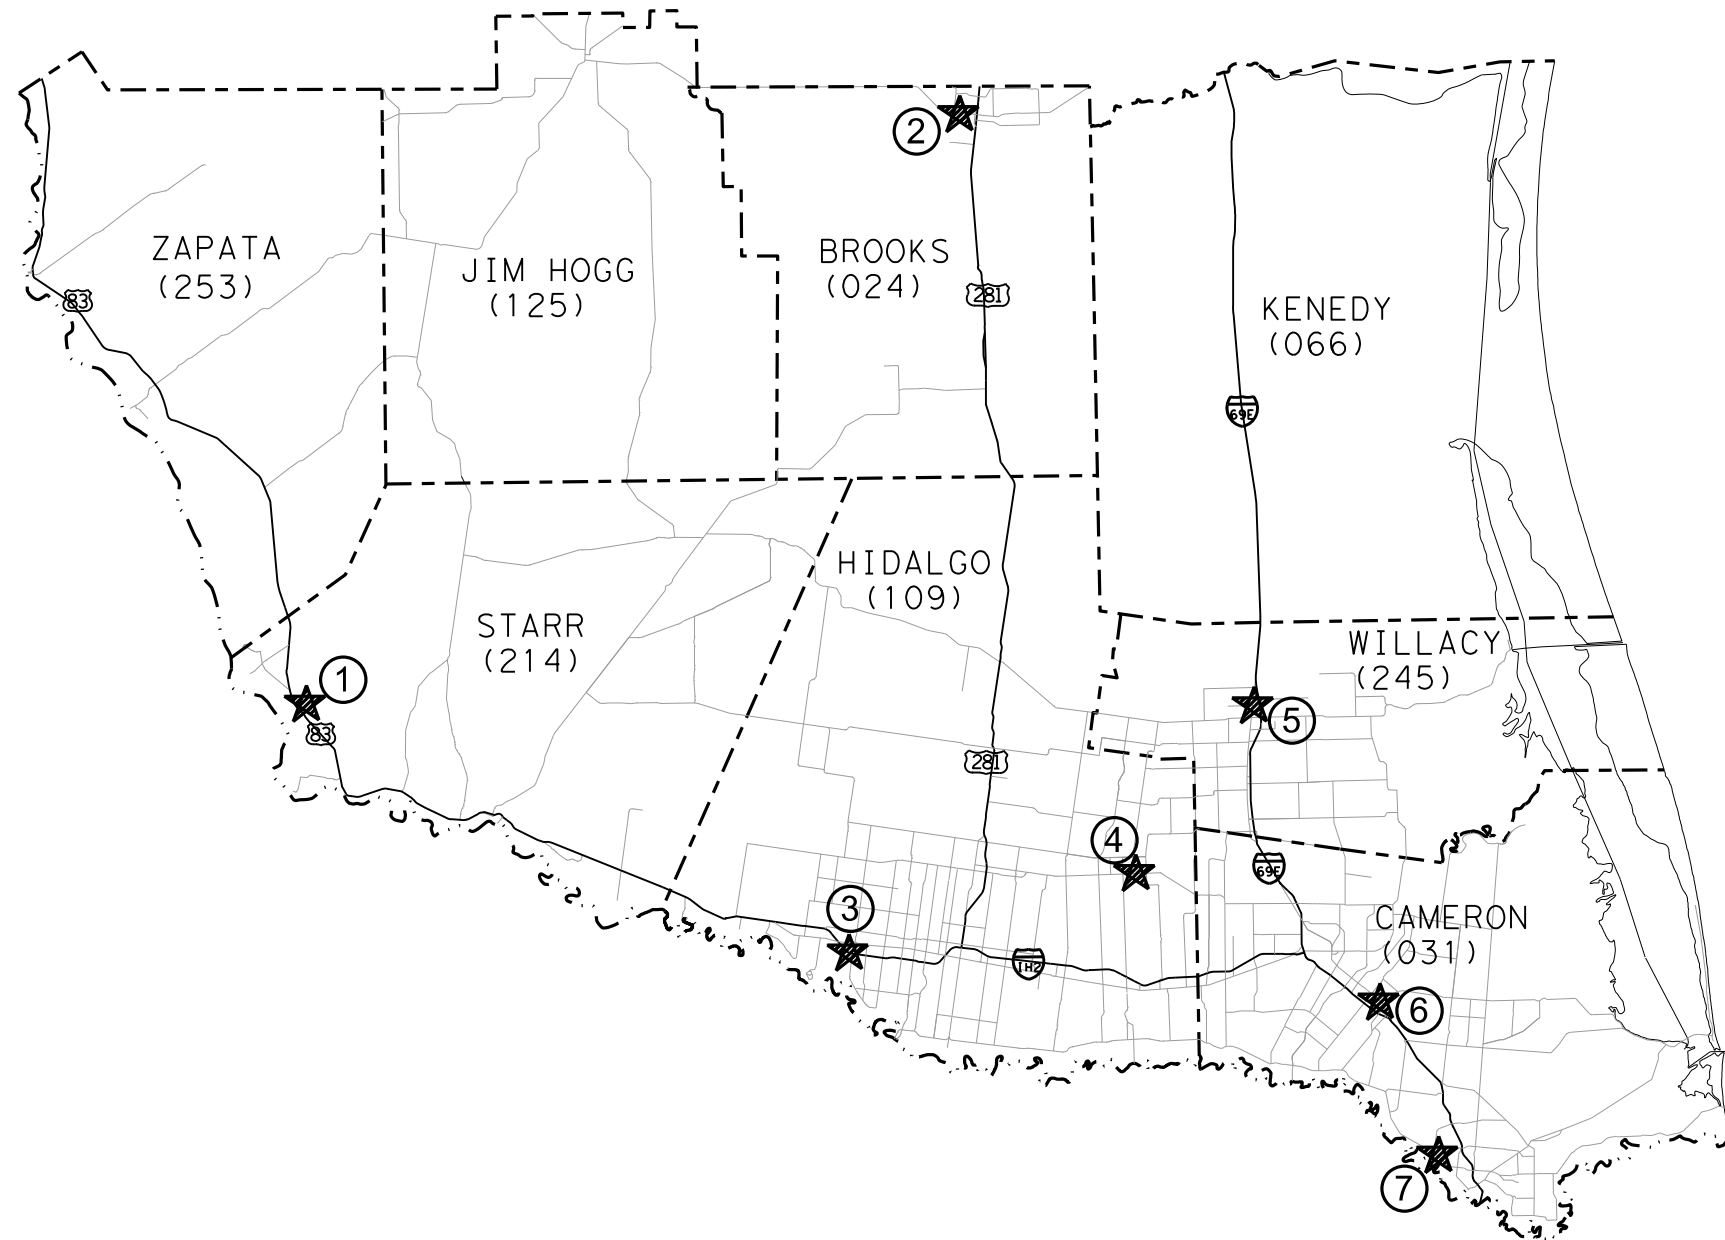 2
ZAPATA
(253)
JIM HOGG
(125)
BROOKS
(024)
83
281
KENEDY
(066)
69E
HIDALGO
(109)
STARR
(214)
WILLACY
(245)
1
83
5
281
4
69E
3
CAMERON
(031)
IH2
6
7